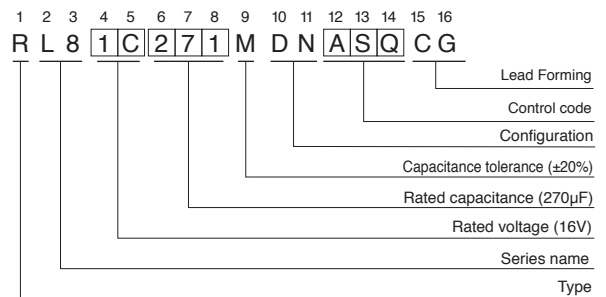 1 2 3 4 5 6 7 8 9 10 11 12 13 14 15 16
R L 8 1 C 2 7 1 M D N A S Q C G
Lead Forming
Control code
Configuration
Capacitance tolerance (±20%)
Rated capacitance (270μF)
Rated voltage (16V)
Series name
Type